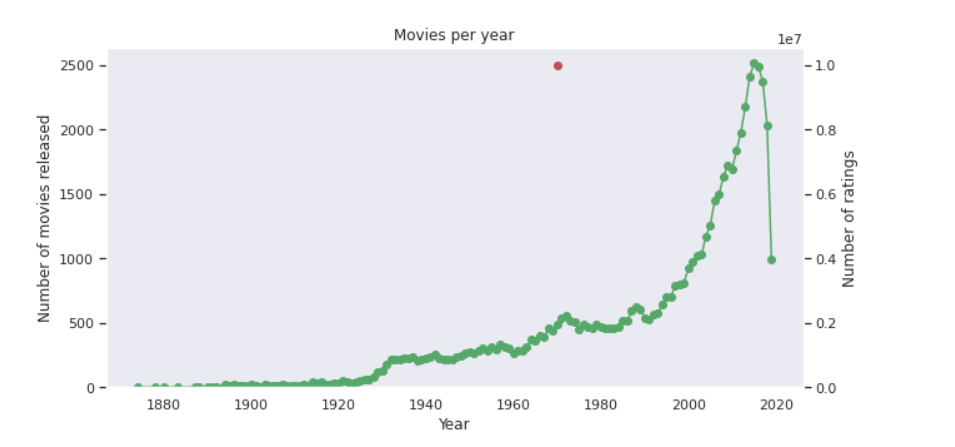 Movies per year
1e7
2500
2000
1500
1000
500
0
Number of movies released
1.0
0.8
0.6
0.4
0.2
0.0
Number of ratings
1880 1900 1920 1940 1960 1980 2000 2020
Year